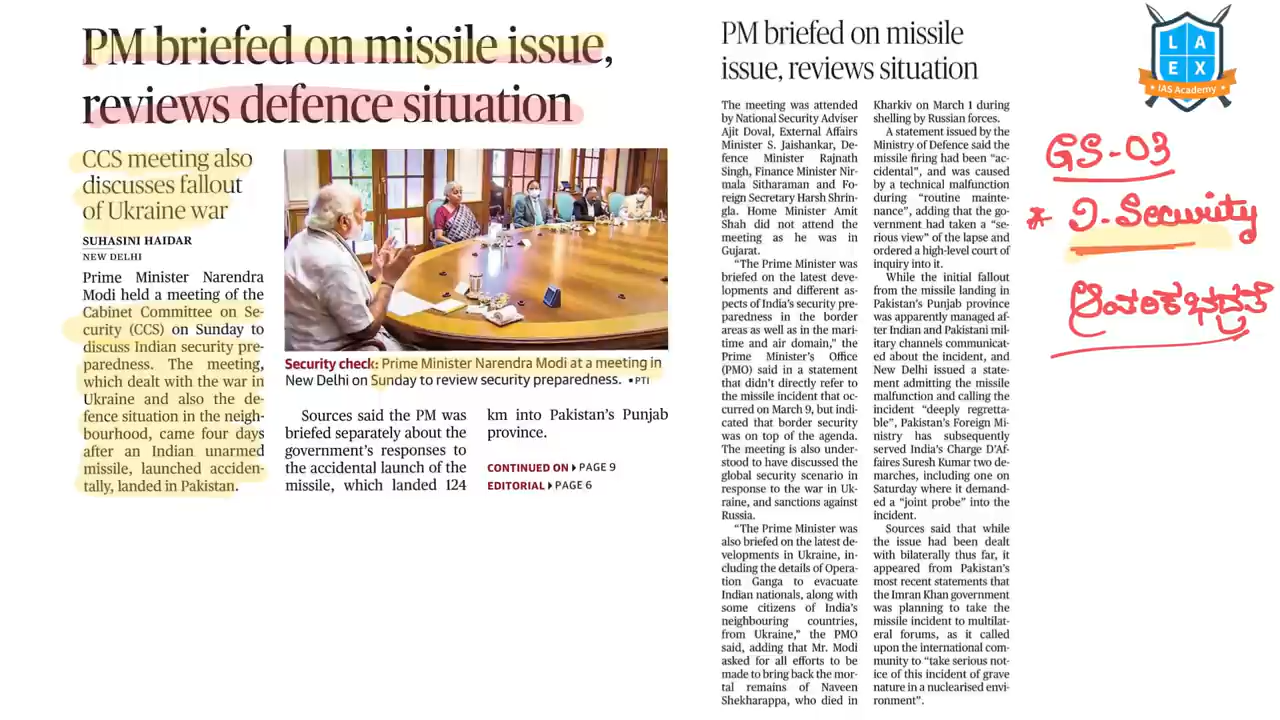 PM briefed on missile issue,
reviews defence situation
CCS meeting also
discusses fallout
of Ukraine war
SUHASINI HAIDAR
NEW DELHI
Prime Minister Narendra
Modi held a meeting of the
Cabinet Committee on Se-
curity (CCS) on Sunday to
discuss Indian security pre-
paredness. The meeting,
which dealt with the war in
Ukraine and also the de-
fence situation in the neigh-
bourhood, came four days
after an Indian unarmed
missile, launched acciden-
tally, landed in Pakistan.
Security check: Prime Minister Narendra Modi at a meeting in
New Delhi on Sunday to review security preparedness. ▪PTI
Sources said the PM was
briefed separately about the
government's responses to
the accidental launch of the
missile, which landed 124
km into Pakistan's Punjab
province.
CONTINUED ON ▸ PAGE 9
EDITORIAL ▸ PAGE 6
PM briefed on missile
issue, reviews situation
The meeting was attended
by National Security Adviser
Ajit Doval, External Affairs
Minister S. Jaishankar, De-
fence Minister Rajnath
Singh, Finance Minister Nir-
mala Sitharaman and Fo-
reign Secretary Harsh Shrin-
gla. Home Minister Amit
Shah did not attend the
meeting as he was in
Gujarat.
"The Prime Minister was
briefed on the latest deve-
lopments and different as-
pects of India's security pre-
paredness in the border
areas as well as in the mari-
time and air domain," the
Prime Minister's Office
(PMO) said in a statement
that didn't directly refer to
the missile incident that oc-
curred on March 9, but indi-
cated that border security
was on top of the agenda.
The meeting is also under-
stood to have discussed the
global security scenario in
response to the war in Uk-
raine, and sanctions against
Russia.
"The Prime Minister was
also briefed on the latest de-
velopments in Ukraine, in-
cluding the details of Opera-
tion Ganga to evacuate
Indian nationals, along with
some citizens of India's
neighbouring countries,
from Ukraine," the PMO
said, adding that Mr. Modi
asked for all efforts to be
made to bring back the mor-
tal remains of Naveen
Shekharappa, who died in
Kharkiv on March 1 during
shelling by Russian forces.
A statement issued by the
Ministry of Defence said the
missile firing had been "ac-
cidental", and was caused
by a technical malfunction
during "routine mainte-
nance", adding that the go-
vernment had taken a "se-
rious view" of the lapse and
ordered a high-level court of
inquiry into it.
While the initial fallout
from the missile landing in
Pakistan's Punjab province
was apparently managed af-
ter Indian and Pakistani mil-
itary channels communicat-
ed about the incident, and
New Delhi issued a state-
ment admitting the missile
malfunction and calling the
incident "deeply regretta-
ble", Pakistan's Foreign Mi-
nistry has subsequently
served India's Charge D'Af-
faires Suresh Kumar two de-
marches, including one on
Saturday where it demand-
ed a "joint probe" into the
incident.
Sources said that while
the issue had been dealt
with bilaterally thus far, it
appeared from Pakistan's
most recent statements that
the Imran Khan government
was planning to take the
missile incident to multilat-
eral forums, as it called
upon the international com-
munity to "take serious not-
ice of this incident of grave
nature in a nuclearised envi-
ronment".
L A
E X
IAS Academy
GS-03
* I-Security
ಆಂತರಿಕ ಭದ್ರತೆ